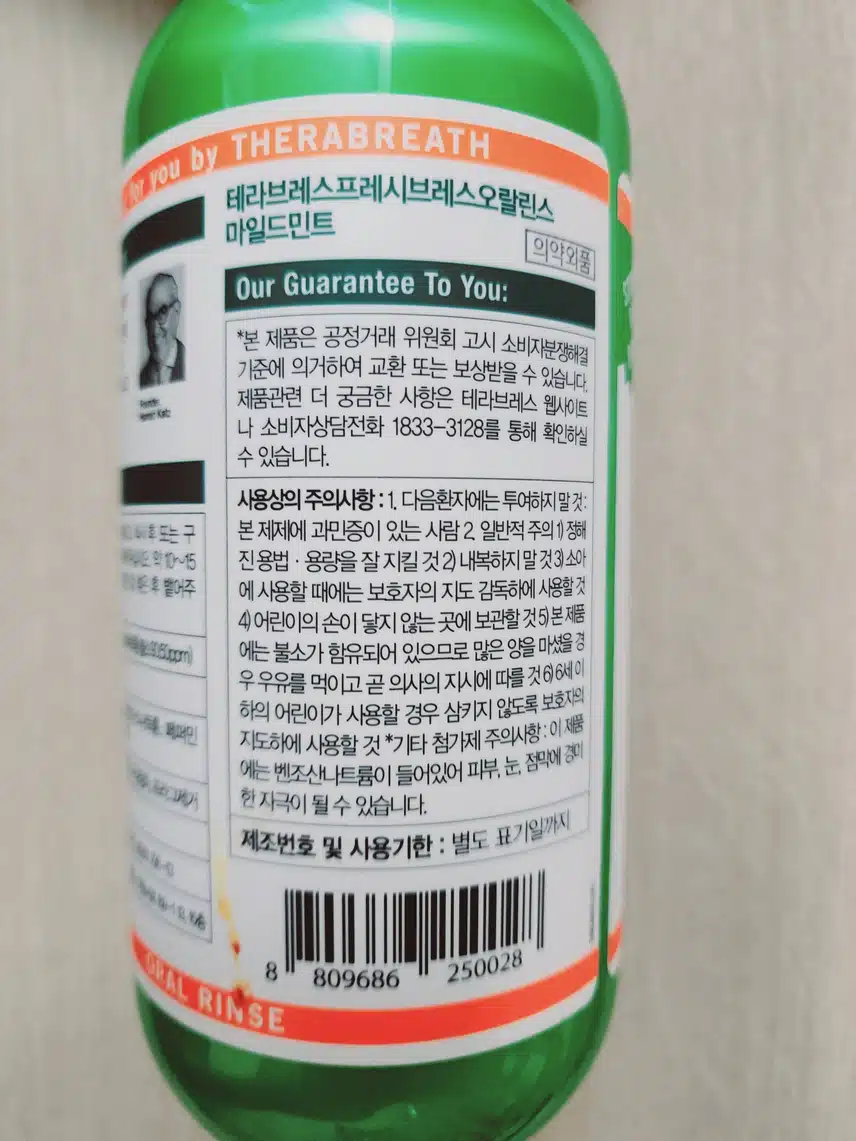 for you by THERABREATH
테라브레스프레시브레스오랄린스
마일드민트
의약외품
Our Guarantee To You:
*본 제품은 공정거래 위원회 고시 소비자분쟁해결
기준에 의거하여 교환 또는 보상받을 수 있습니다.
제품관련 더 궁금한 사항은 테라브레스 웹사이트
나 소비자상담전화 1833-3128를 통해 확인하실
수 있습니다.
사용상의 주의사항 : 1. 다음환자에는 투여하지 말 것 :
본 제제에 과민증이 있는 사람 2. 일반적 주의 1) 정해
진 용법 · 용량을 잘 지킬 것 2) 내복하지 말 것 3) 소아
에 사용할 때에는 보호자의 지도 감독하에 사용할 것
4) 어린이의 손이 닿지 않는 곳에 보관할 것 5) 본 제품
에는 불소가 함유되어 있으므로 많은 양을 마셨을 경
우 우유를 먹이고 곧 의사의 지시에 따를 것 6) 6세 이
하의 어린이가 사용할 경우 삼키지 않도록 보호자의
지도하에 사용할 것 *기타 첨가제 주의사항 : 이 제품
에는 벤조산나트륨이 들어있어 피부, 눈, 점막에 경미
한 자극이 될 수 있습니다.
제조번호 및 사용기한 : 별도 표기일까지
8 809686 250028
ORAL RINSE
또는 구
약 10~15
후 뱉어주
페퍼민